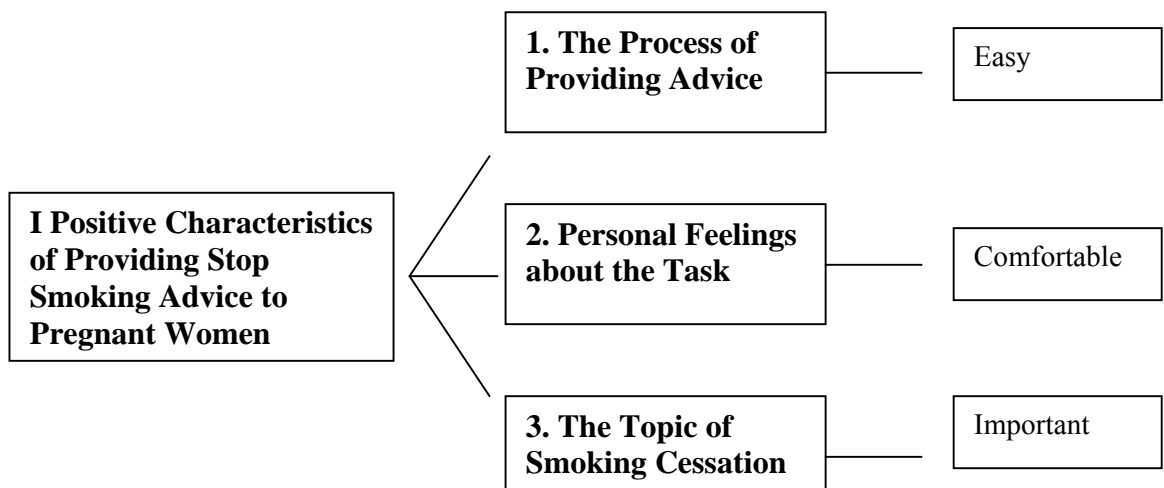 1. The Process of
Providing Advice
Easy
I Positive Characteristics
of Providing Stop
Smoking Advice to
Pregnant Women
2. Personal Feelings
about the Task
Comfortable
3. The Topic of
Smoking Cessation
Important